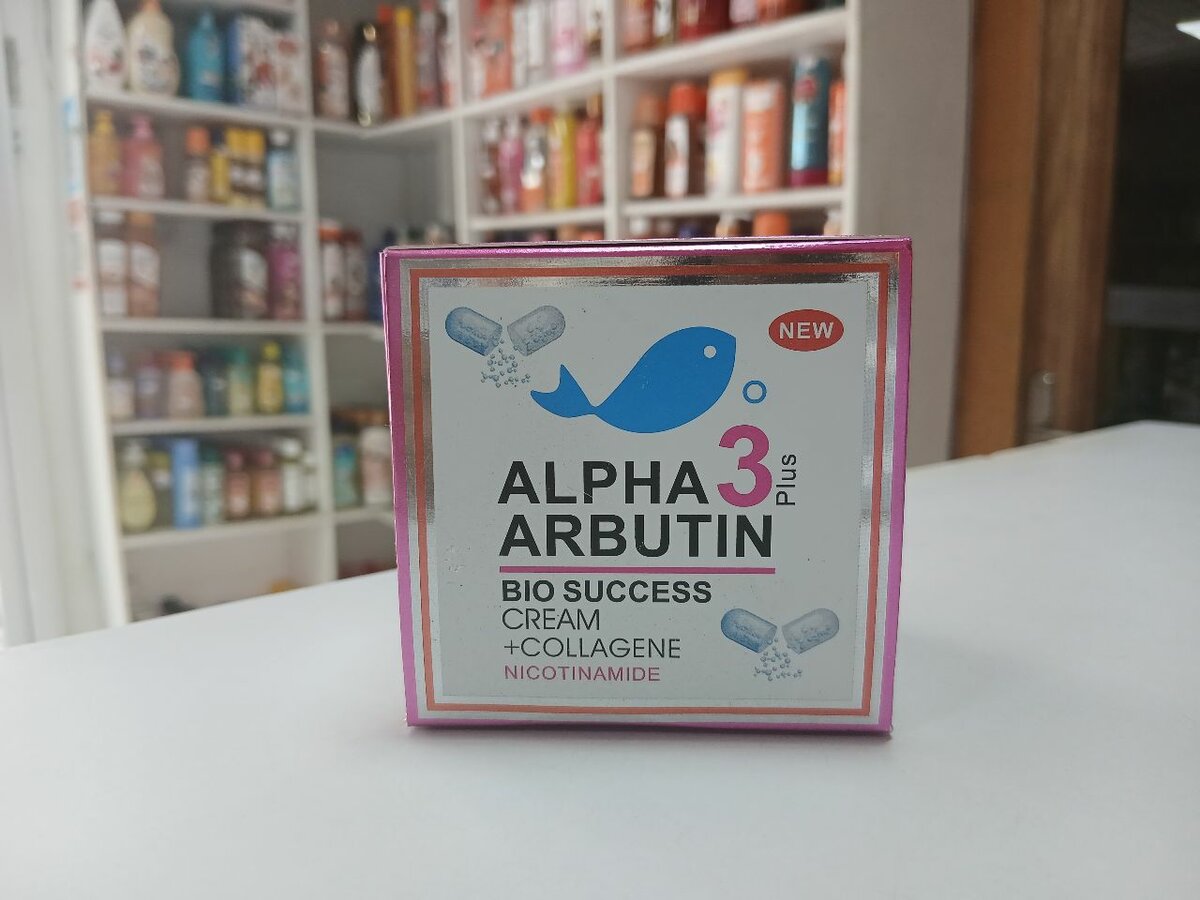 NEW
ALPHA 3 Plus
ARBUTIN
BIO SUCCESS
CREAM
+COLLAGENE
NICOTINAMIDE